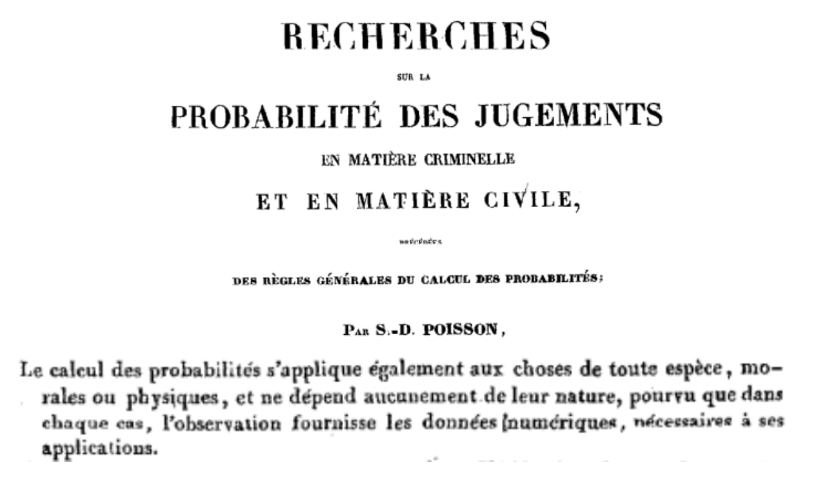 RECHERCHES
SUR LA
PROBABILITÉ DES JUGEMENTS
EN MATIÈRE CRIMINELLE
ET EN MATIÈRE CIVILE,
PRÉCÉDÉES
DES RÈGLES GÉNÉRALES DU CALCUL DES PROBABILITÉS;
PAR S.-D. POISSON,
Le calcul des probabilités s'applique également aux choses de toute espèce, mo-
rales ou physiques, et ne dépend aucunement de leur nature, pourvu que dans
chaque cas, l'observation fournisse les données numériques, nécessaires à ses
applications.